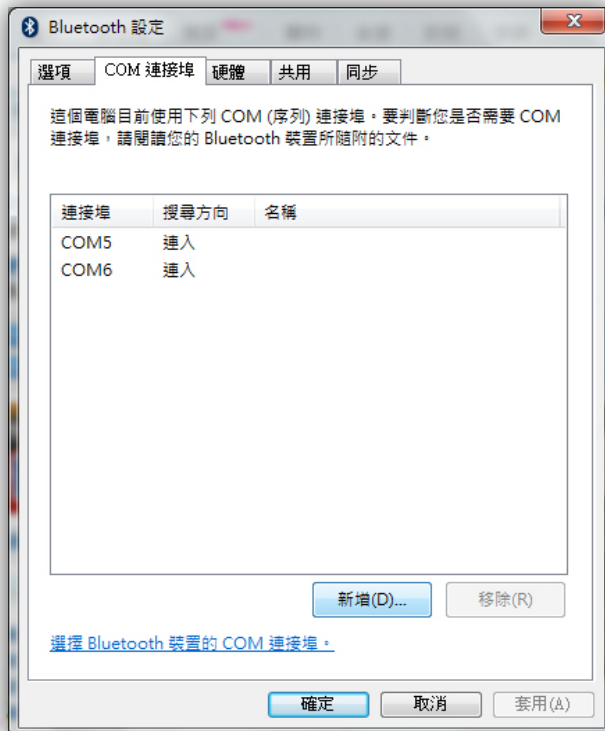 Bluetooth 設定
選項 COM 連接埠 硬體 共用 同步
這個電腦目前使用下列 COM (序列) 連接埠。要判斷您是否需要 COM
連接埠，請閱讀您的 Bluetooth 裝置所隨附的文件。
連接埠 搜尋方向 名稱
COM5 連入
COM6 連入
新增(D)... 移除(R)
選擇 Bluetooth 裝置的 COM 連接埠。
確定 取消 套用(A)